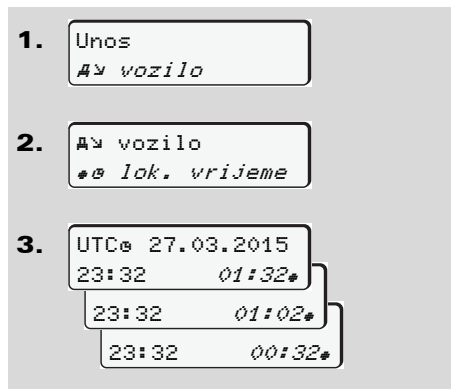 1.
Unos
vozilo
2.
vozilo
lok. vrijeme
3.
UTC 27.03.2015
23:32 01:32
23:32 01:02
23:32 00:32